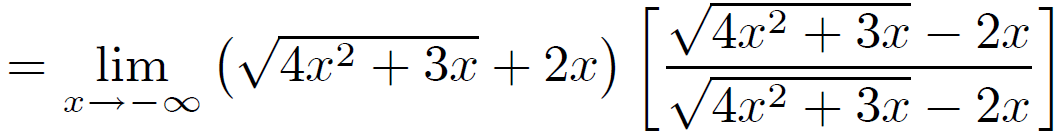 = lim_{x→−∞} (√(4x² + 3x) + 2x) [(√(4x² + 3x) − 2x) / (√(4x² + 3x) − 2x)]